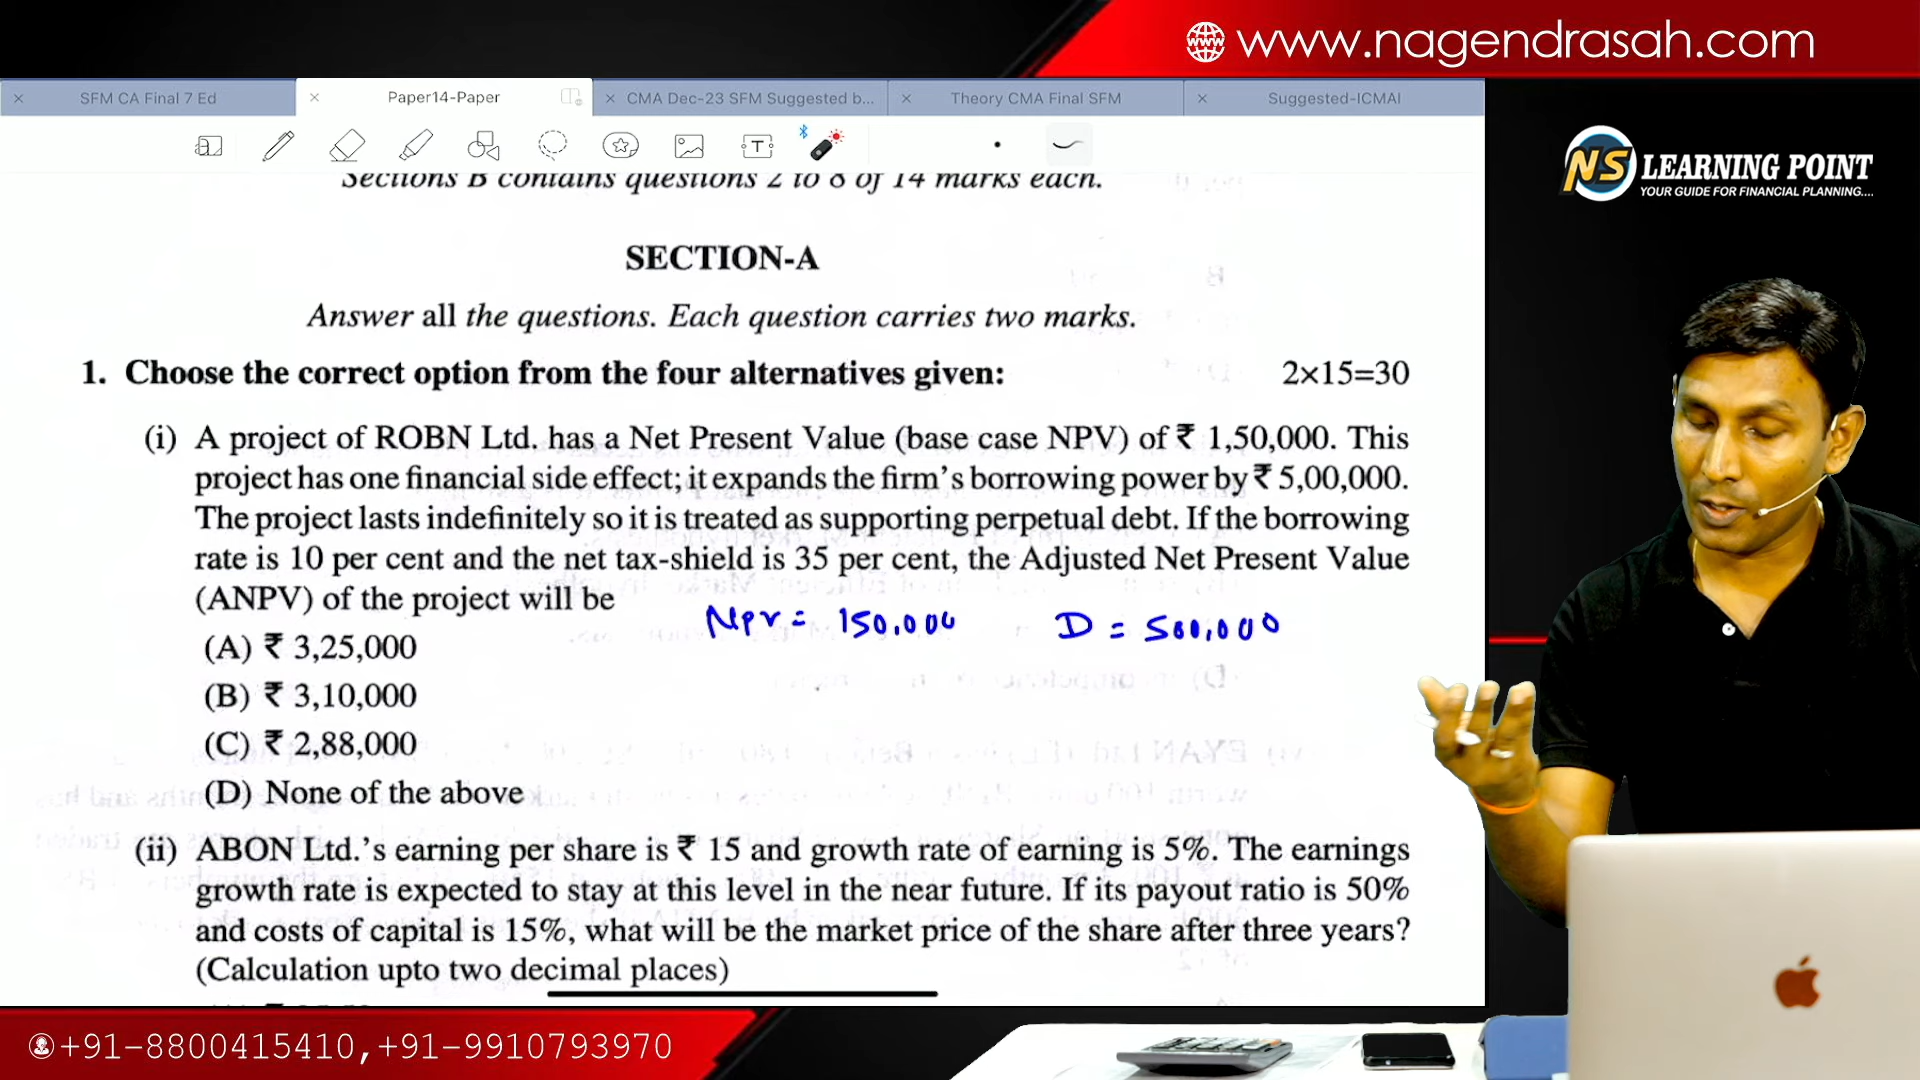 www.nagendrasah.com
SFM CA Final 7 Ed
Paper14-Paper
CMA Dec-23 SFM Suggested b...
Theory CMA Final SFM
Suggested-ICMAI
NS LEARNING POINT
YOUR GUIDE FOR FINANCIAL PLANNING....
Sections B contains questions 2 to 8 of 14 marks each.
SECTION-A
Answer all the questions. Each question carries two marks.
1. Choose the correct option from the four alternatives given: 2×15=30
(i) A project of ROBN Ltd. has a Net Present Value (base case NPV) of ₹ 1,50,000. This
project has one financial side effect; it expands the firm's borrowing power by ₹ 5,00,000.
The project lasts indefinitely so it is treated as supporting perpetual debt. If the borrowing
rate is 10 per cent and the net tax-shield is 35 per cent, the Adjusted Net Present Value
(ANPV) of the project will be
NPV = 150,000 D = 500,000
(A) ₹ 3,25,000
(B) ₹ 3,10,000
(C) ₹ 2,88,000
(D) None of the above
(ii) ABON Ltd.'s earning per share is ₹ 15 and growth rate of earning is 5%. The earnings
growth rate is expected to stay at this level in the near future. If its payout ratio is 50%
and costs of capital is 15%, what will be the market price of the share after three years?
(Calculation upto two decimal places)
+91-8800415410,+91-9910793970